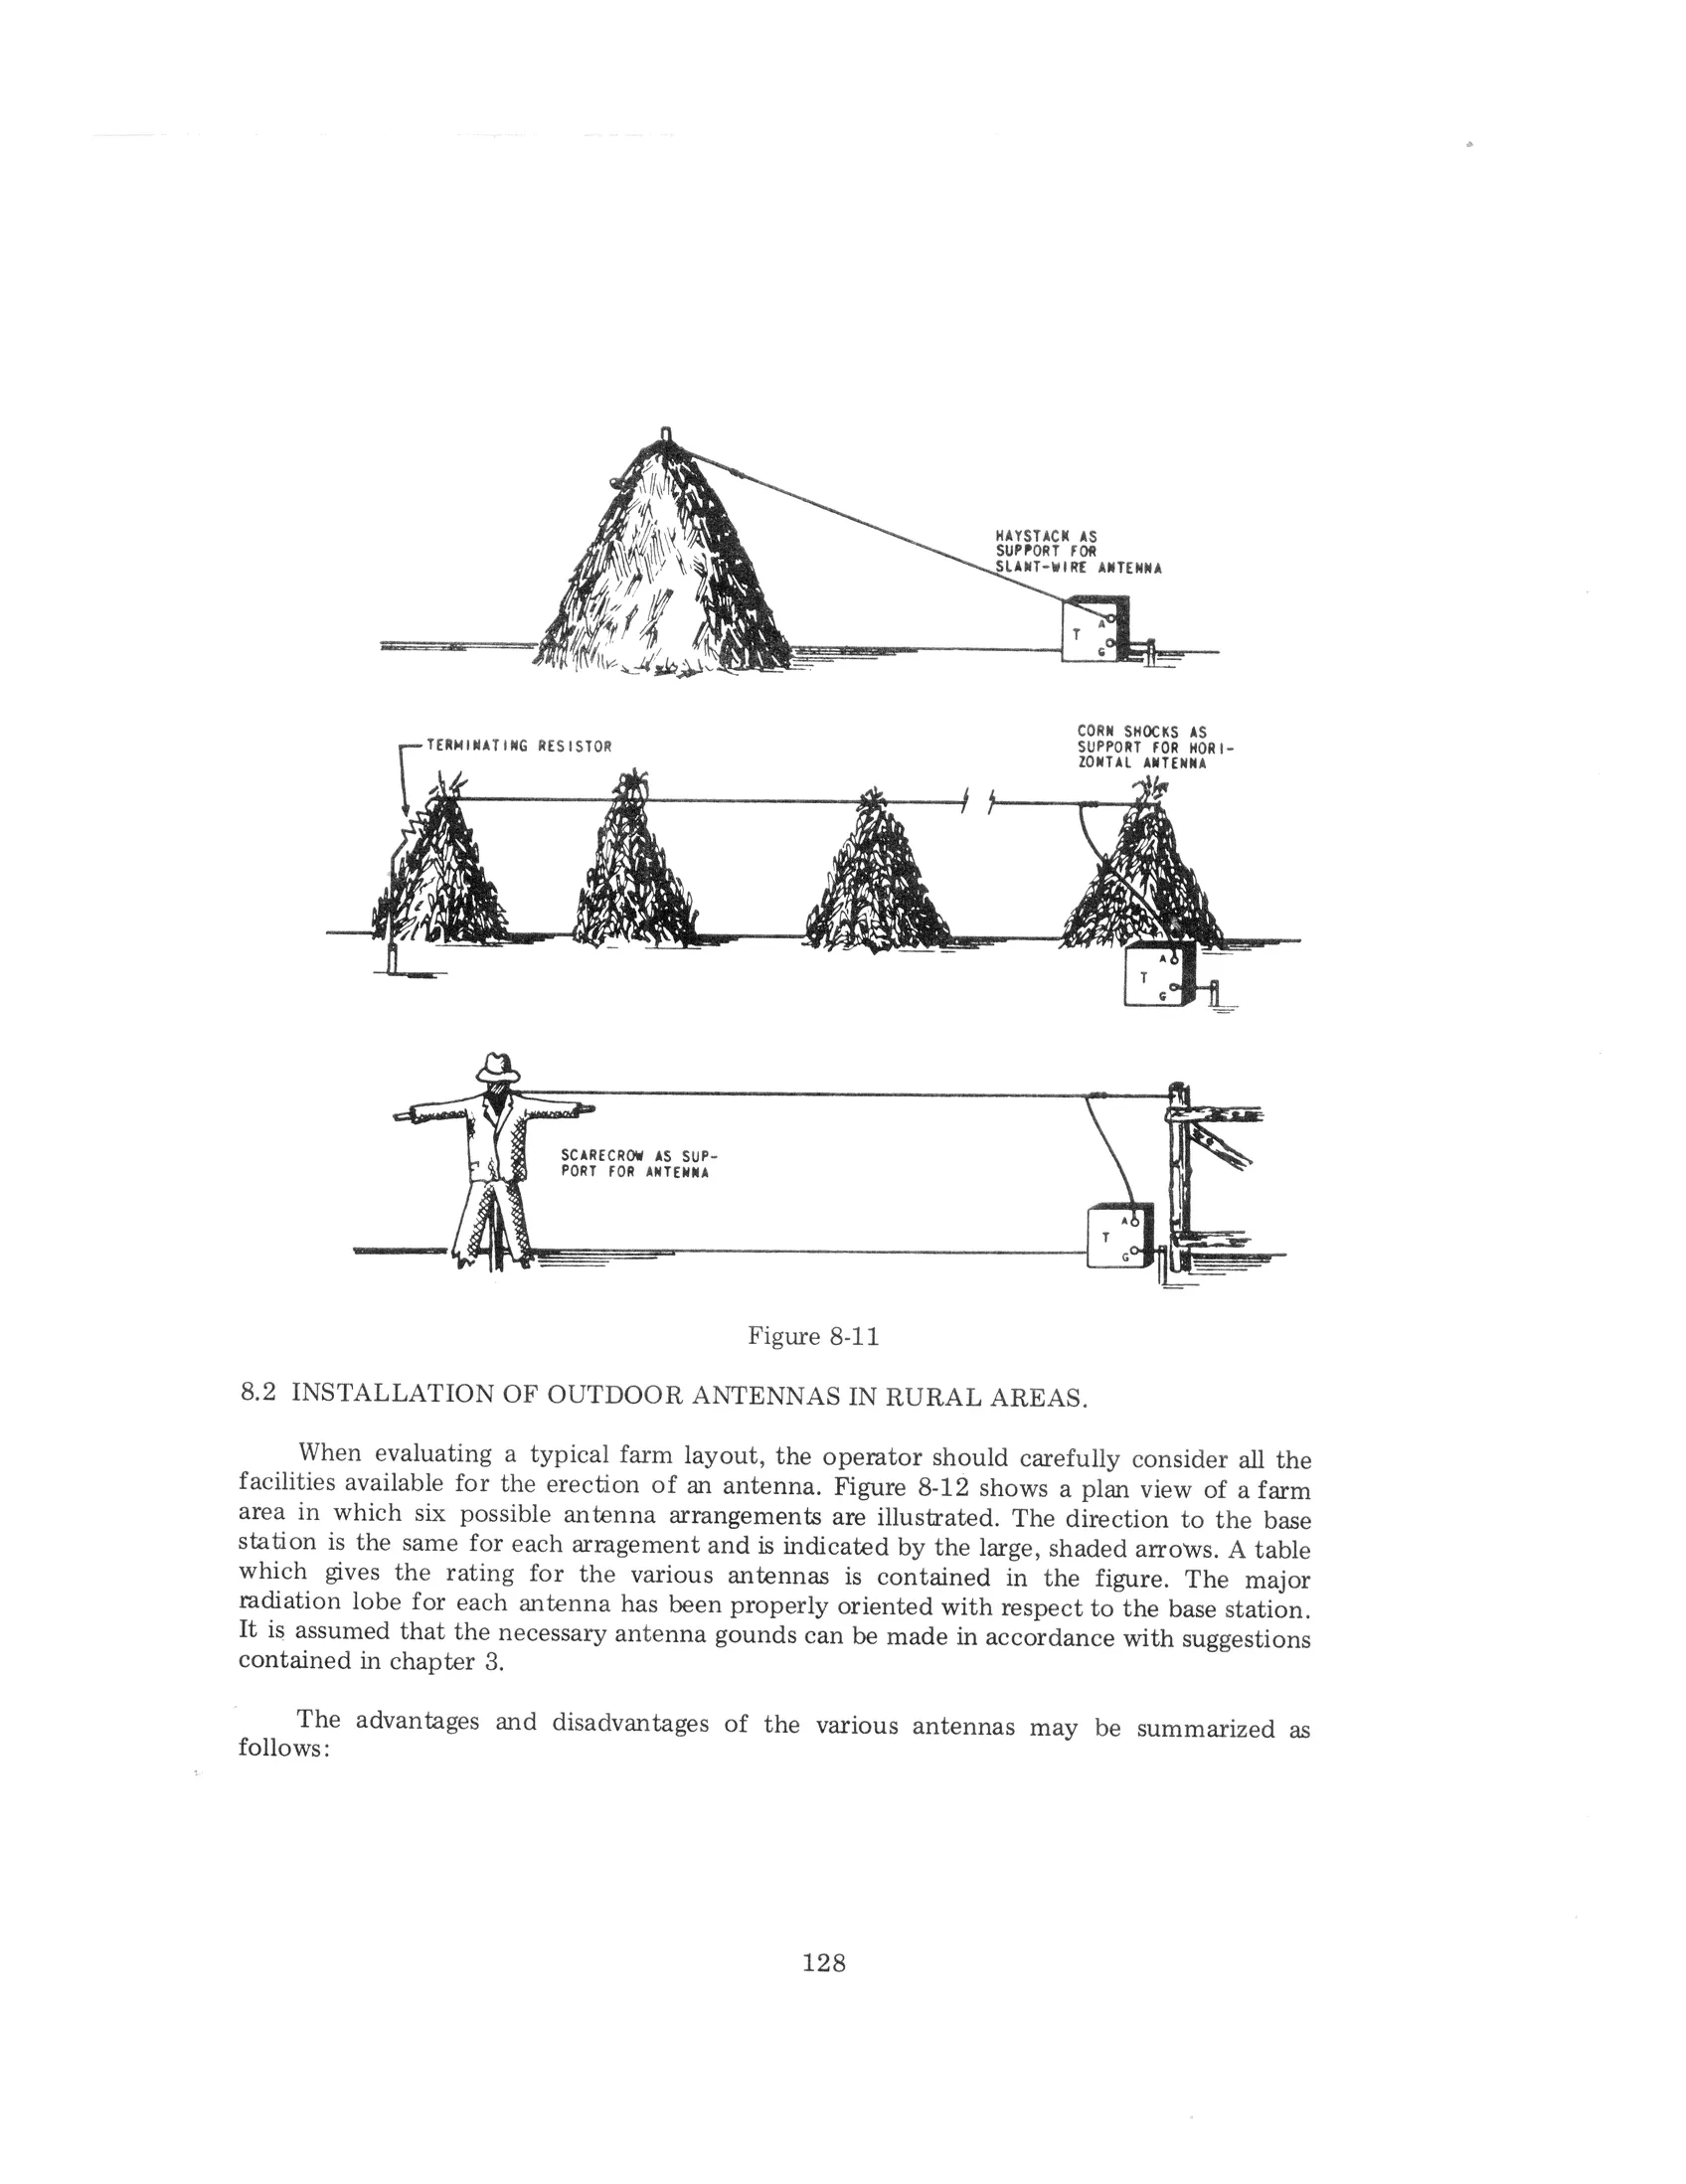 HAYSTACK AS
SUPPORT FOR
SLANT-WIRE ANTENNA
A
T
G
TERMINATING RESISTOR
CORN SHOCKS AS
SUPPORT FOR HORI-
ZONTAL ANTENNA
A
T
G
SCARECROW AS SUP-
PORT FOR ANTENNA
A
T
G
Figure 8-11
8.2 INSTALLATION OF OUTDOOR ANTENNAS IN RURAL AREAS.
When evaluating a typical farm layout, the operator should carefully consider all the
facilities available for the erection of an antenna. Figure 8-12 shows a plan view of a farm
area in which six possible antenna arrangements are illustrated. The direction to the base
station is the same for each arragement and is indicated by the large, shaded arrows. A table
which gives the rating for the various antennas is contained in the figure. The major
radiation lobe for each antenna has been properly oriented with respect to the base station.
It is assumed that the necessary antenna gounds can be made in accordance with suggestions
contained in chapter 3.
The advantages and disadvantages of the various antennas may be summarized as
follows:
128